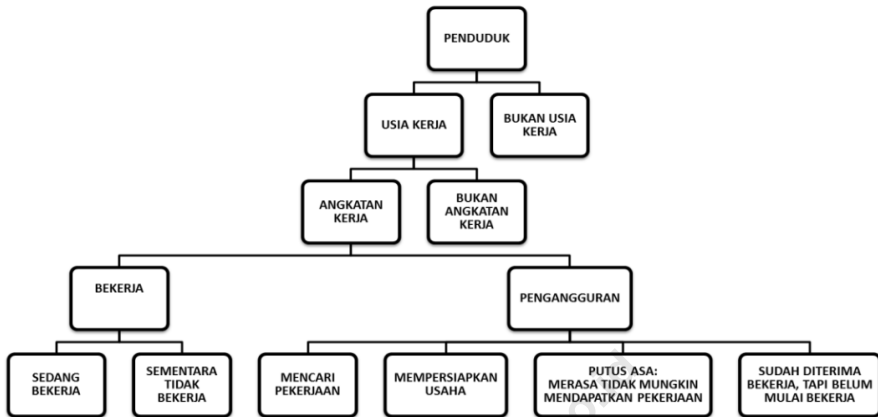 PENDUDUK
USIA KERJA
BUKAN USIA
KERJA
ANGKATAN
KERJA
BUKAN
ANGKATAN
KERJA
BEKERJA
PENGANGGURAN
SEDANG
BEKERJA
SEMENTARA
TIDAK
BEKERJA
MENCARI
PEKERJAAN
MEMPERSIAPKAN
USAHA
PUTUS ASA:
MERASA TIDAK MUNGKIN
MENDAPATKAN PEKERJAAN
SUDAH DITERIMA
BEKERJA, TAPI BELUM
MULAI BEKERJA